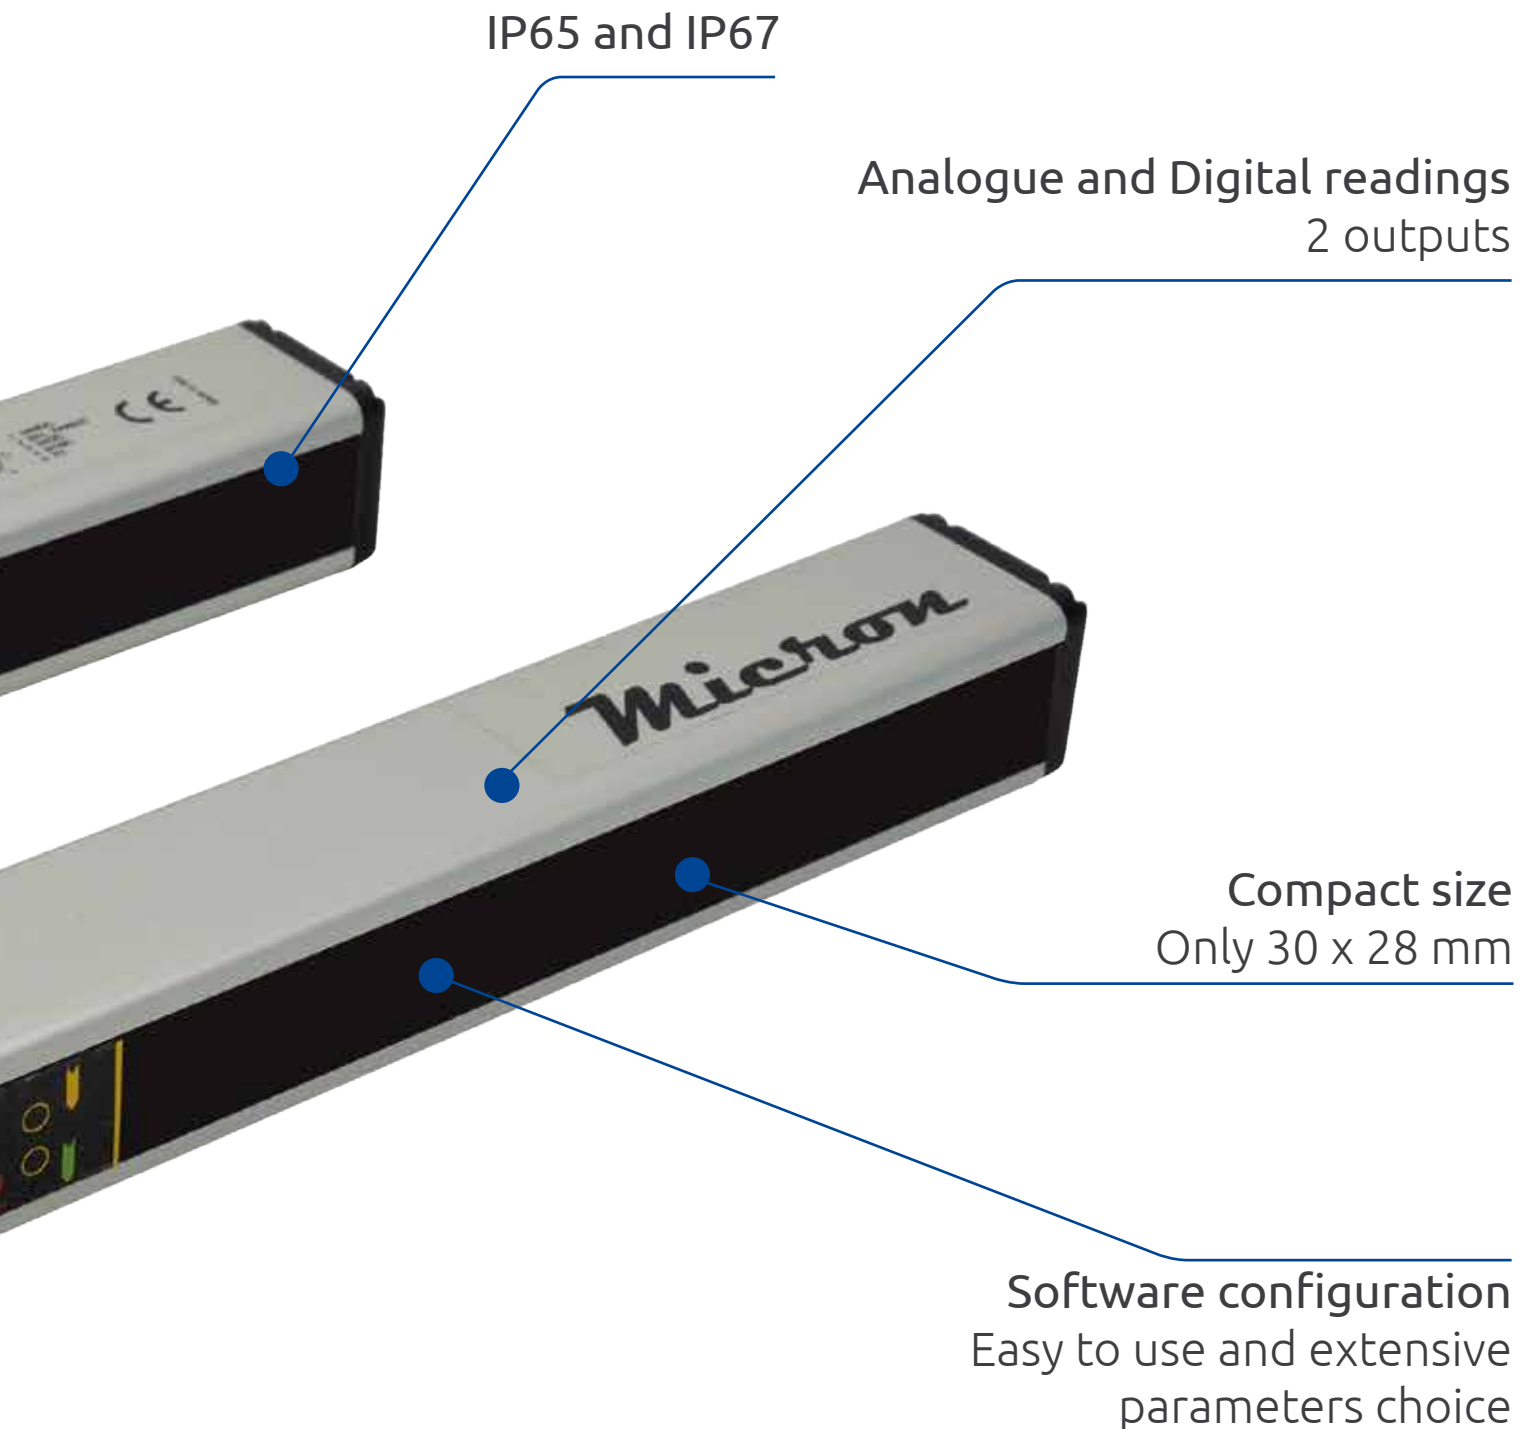 IP65 and IP67
Analogue and Digital readings
2 outputs
CE
Micron
Compact size
Only 30 x 28 mm
Software configuration
Easy to use and extensive
parameters choice